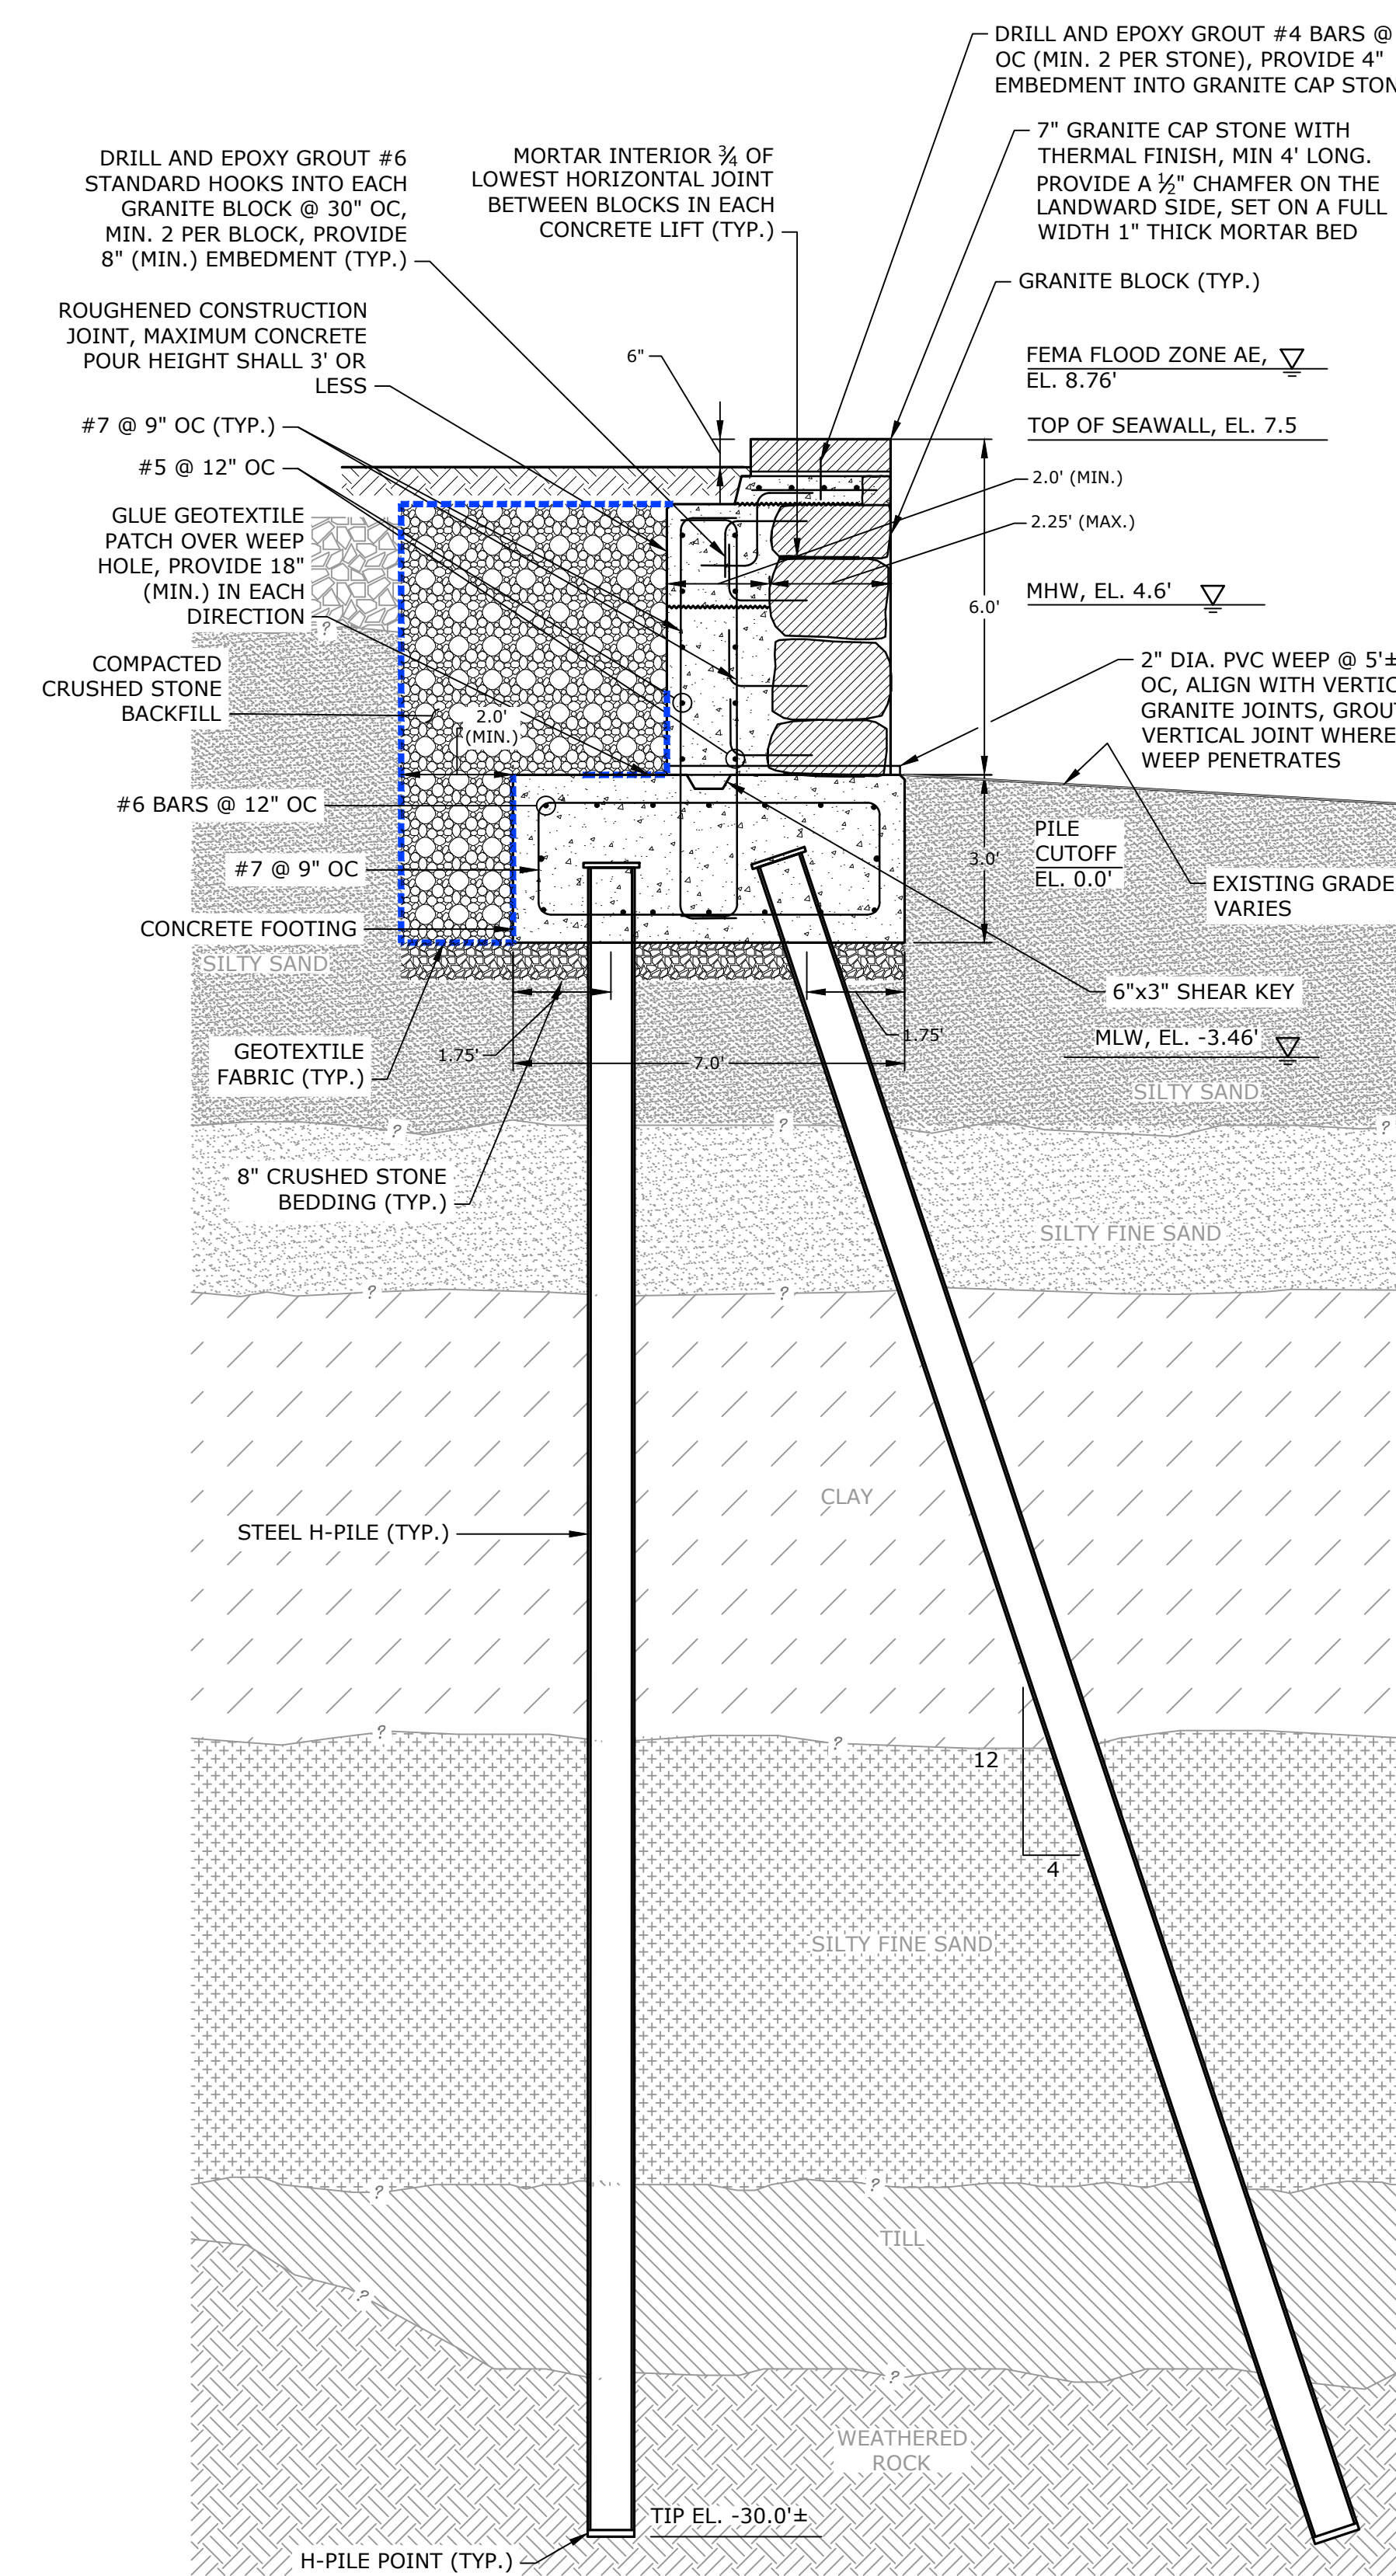 DRILL AND EPOXY GROUT #4 BARS @
OC (MIN. 2 PER STONE), PROVIDE 4"
EMBEDMENT INTO GRANITE CAP STON
7" GRANITE CAP STONE WITH
THERMAL FINISH, MIN 4' LONG.
PROVIDE A ½" CHAMFER ON THE
LANDWARD SIDE, SET ON A FULL
WIDTH 1" THICK MORTAR BED
DRILL AND EPOXY GROUT #6
STANDARD HOOKS INTO EACH
GRANITE BLOCK @ 30" OC,
MIN. 2 PER BLOCK, PROVIDE
8" (MIN.) EMBEDMENT (TYP.)
MORTAR INTERIOR ¾ OF
LOWEST HORIZONTAL JOINT
BETWEEN BLOCKS IN EACH
CONCRETE LIFT (TYP.)
GRANITE BLOCK (TYP.)
ROUGHENED CONSTRUCTION
JOINT, MAXIMUM CONCRETE
POUR HEIGHT SHALL 3' OR
LESS
6"
FEMA FLOOD ZONE AE,
EL. 8.76'
TOP OF SEAWALL, EL. 7.5
#7 @ 9" OC (TYP.)
#5 @ 12" OC
2.0' (MIN.)
2.25' (MAX.)
GLUE GEOTEXTILE
PATCH OVER WEEP
HOLE, PROVIDE 18"
(MIN.) IN EACH
DIRECTION
?
MHW, EL. 4.6'
6.0'
COMPACTED
CRUSHED STONE
BACKFILL
2.0'
(MIN.)
2" DIA. PVC WEEP @ 5'±
OC, ALIGN WITH VERTIC
GRANITE JOINTS, GROUT
VERTICAL JOINT WHERE
WEEP PENETRATES
#6 BARS @ 12" OC
PILE
CUTOFF
EL. 0.0'
3.0'
#7 @ 9" OC
EXISTING GRADE
VARIES
CONCRETE FOOTING
SILTY SAND
6"x3" SHEAR KEY
1.75'
1.75'
7.0'
MLW, EL. -3.46'
GEOTEXTILE
FABRIC (TYP.)
SILTY SAND
?
?
?
8" CRUSHED STONE
BEDDING (TYP.)
SILTY FINE SAND
?
?
CLAY
STEEL H-PILE (TYP.)
?
?
12
4
SILTY FINE SAND
?
?
TILL
?
?
WEATHERED
ROCK
TIP EL. -30.0'±
H-PILE POINT (TYP.)